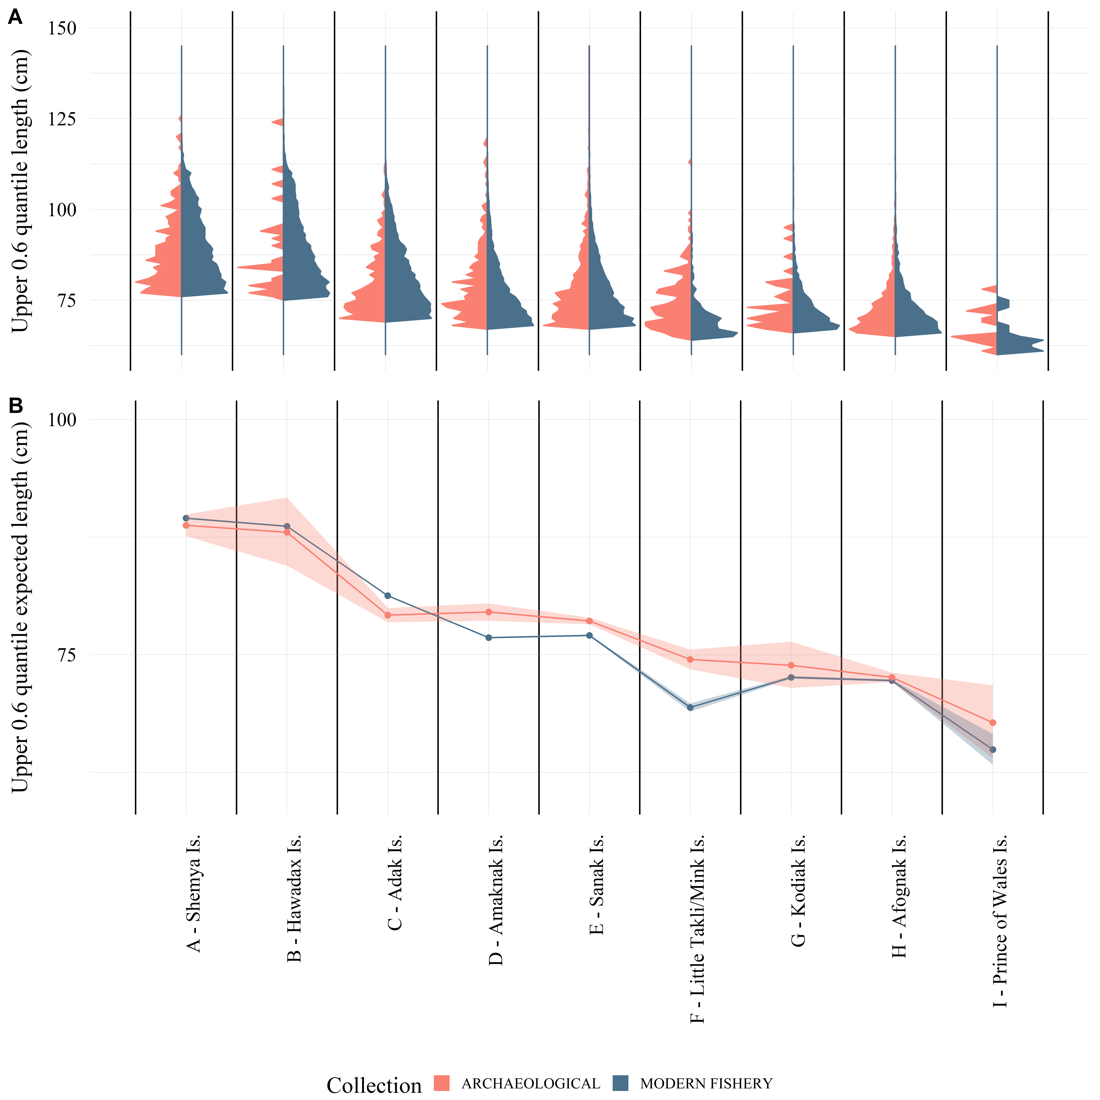 A
Upper 0.6 quantile length (cm)
150
125
100
75
B
Upper 0.6 quantile expected length (cm)
100
75
A - Shemya Is.
B - Hawadax Is.
C - Adak Is.
D - Amaknak Is.
E - Sanak Is.
F - Little Takli/Mink Is.
G - Kodiak Is.
H - Afognak Is.
I - Prince of Wales Is.
Collection ARCHAEOLOGICAL MODERN FISHERY